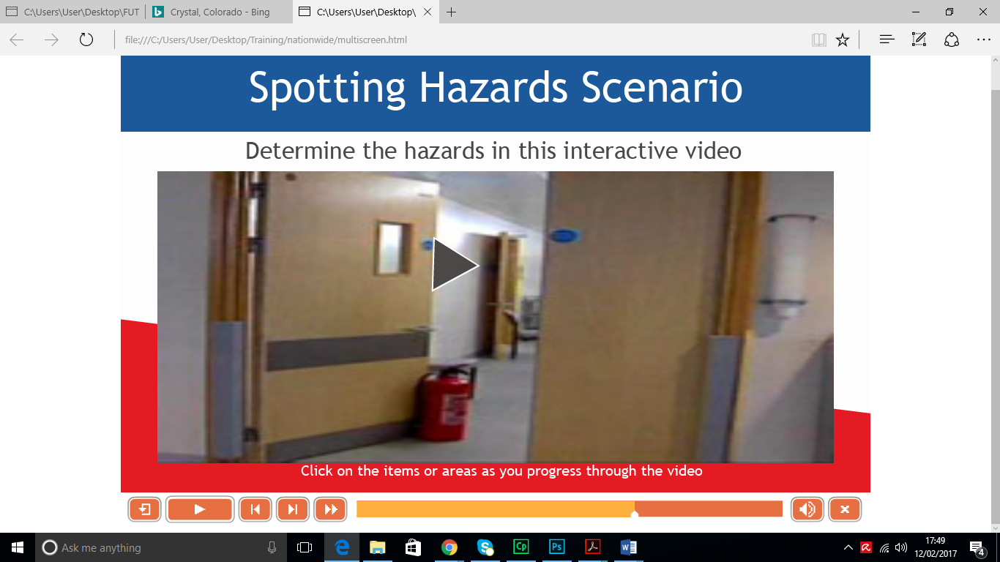 C:\Users\User\Desktop\FUT
Crystal, Colorado - Bing
C:\Users\User\Desktop\
file:///C:/Users/User/Desktop/Training/nationwide/multiscreen.html
Spotting Hazards Scenario
Determine the hazards in this interactive video
Click on the items or areas as you progress through the video
Ask me anything
Cp
Ps
17:49
12/02/2017
4